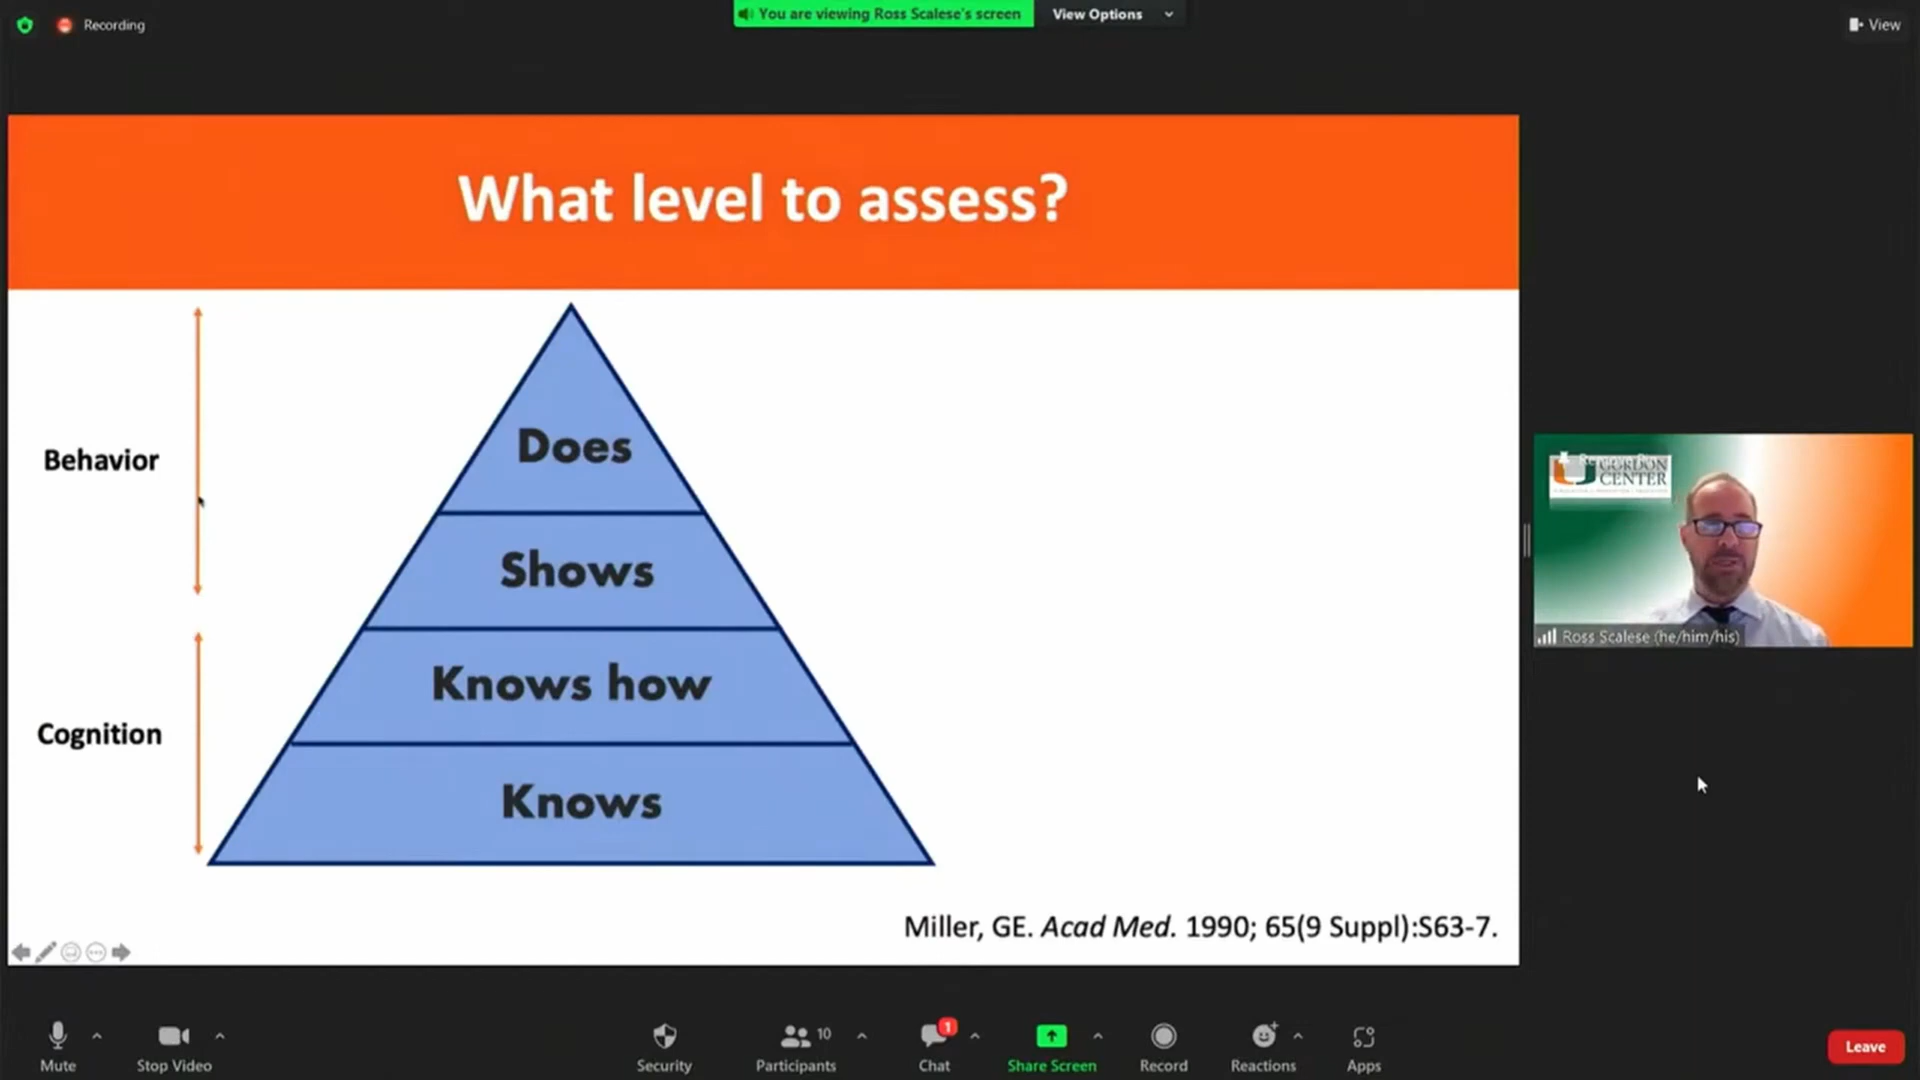 Recording
You are viewing Ross Scalese's screen
View Options
View
What level to assess?
Behavior
Does
Shows
Cognition
Knows how
Knows
Miller, GE. Acad Med. 1990; 65(9 Suppl):S63-7.
GORDON
CENTER
Ross Scalese (he/him/his)
Mute
Stop Video
Security
10
Participants
1
Chat
Share Screen
Record
Reactions
Apps
Leave